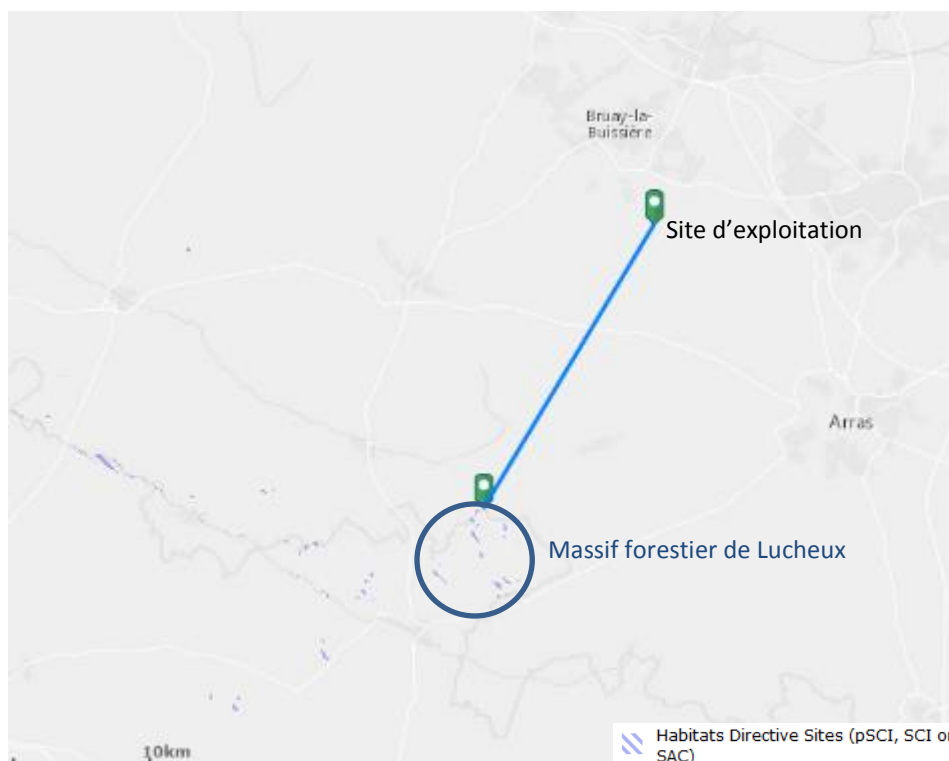 Bruay-la-
Buissière
Site d'exploitation
Arras
Massif forestier de Lucheux
Habitats Directive Sites (pSCI, SCI or
SAC)
10km